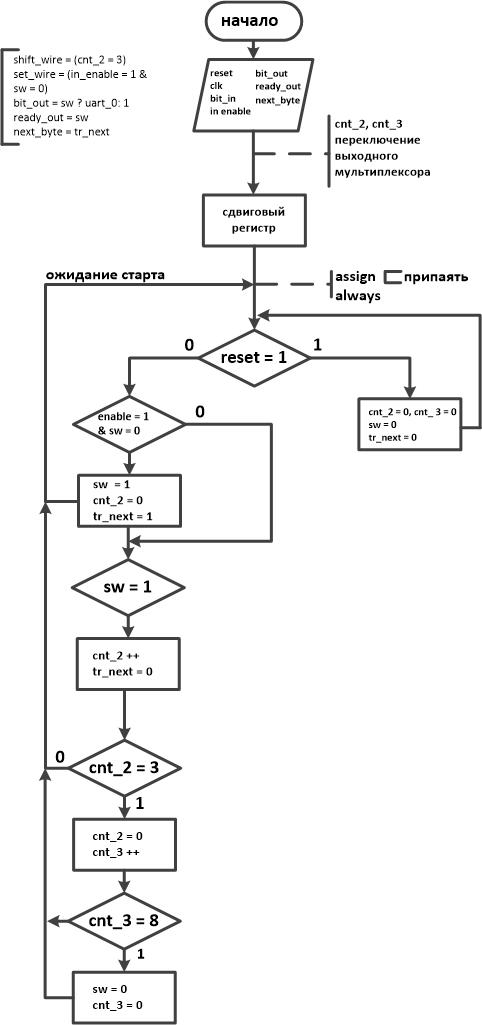 начало
shift_wire = (cnt_2 = 3)
set_wire = (in_enable = 1 &
sw = 0)
bit_out = sw ? uart_0: 1
ready_out = sw
next_byte = tr_next
reset
clk
bit_in
in enable
bit_out
ready_out
next_byte
cnt_2, cnt_3
переключение
выходного
мультиплексора
сдвиговый
регистр
ожидание старта
assign
always
припаять
reset = 1
0
1
enable = 1
& sw = 0
0
cnt_2 = 0, cnt_ 3 = 0
sw = 0
tr_next = 0
sw = 1
cnt_2 = 0
tr_next = 1
sw = 1
cnt_2 ++
tr_next = 0
cnt_2 = 3
0
1
cnt_2 = 0
cnt_3 ++
cnt_3 = 8
1
sw = 0
cnt_3 = 0